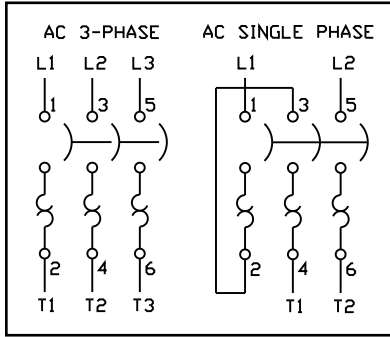 AC 3-PHASE
L1 L2 L3
1 3 5
2 4 6
T1 T2 T3
AC SINGLE PHASE
L1 L2
1 3 5
2 4 6
T1 T2